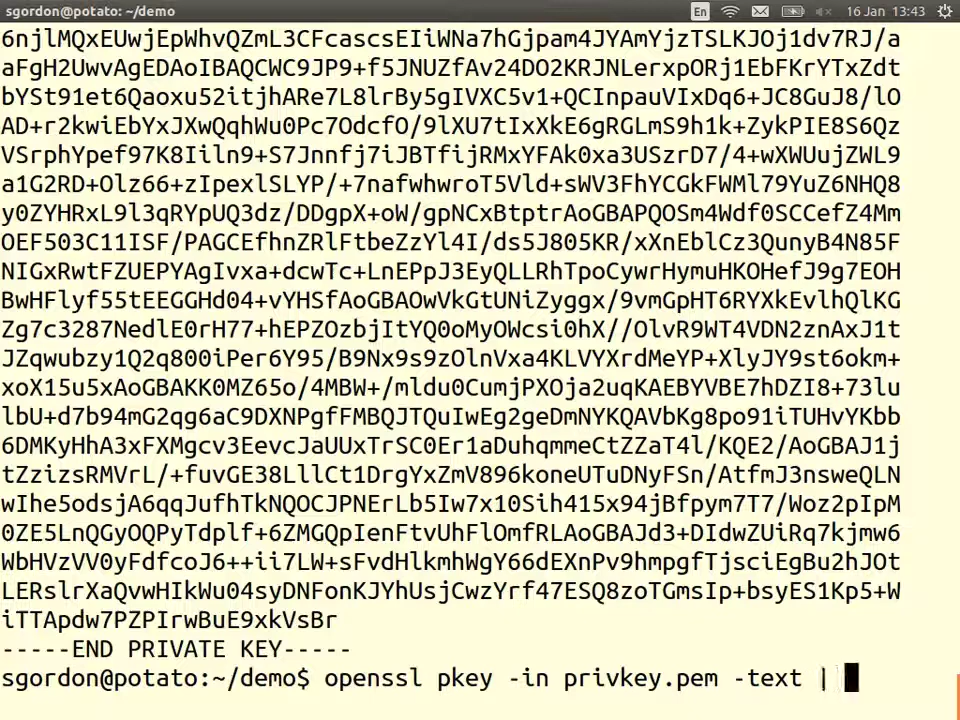 sgordon@potato: ~/demo En 16 Jan 13:43
6njlMQxEUwjEpWhvQZmL3CFcascsEIiWNa7hGjpam4JYAmYjzTSLKJOj1dv7RJ/a
aFgH2UwvAgEDAoIBAQCWC9JP9+f5JNUZfAv24DO2KRJNLerxpORj1EbFKrYTxZdt
bYSt91et6Qaoxu52itjhARe7L8lrBy5gIVXC5v1+QCInpauVIxDq6+JC8GuJ8/lO
AD+r2kwiEbYxJXwQqhWu0Pc7OdcfO/9lXU7tIxXkE6gRGLmS9h1k+ZykPIE8S6Qz
VSrphYpef97K8Iiln9+S7Jnnfj7iJBTfijRMxYFAk0xa3USzrD7/4+wXWUujZWL9
a1G2RD+Olz66+zIpexlSLYP/+7nafwhwroT5Vld+sWV3FhYCGkFWMl79YuZ6NHQ8
y0ZYHRxL9l3qRYpUQ3dz/DDgpX+oW/gpNCxBtptrAoGBAPQOSm4Wdf0SCCefZ4Mm
OEF503C11ISF/PAGCEfhnZRlFtbeZzYl4I/ds5J805KR/xXnEblCz3QunyB4N85F
NIGxRwtFZUEPYAgIvxa+dcwTc+LnEPpJ3EyQLLRhTpoCywrHymuHKOHefJ9g7EOH
BwHFlyf55tEEGGHd04+vYHSfAoGBAOwVkGtUNiZyggx/9vmGpHT6RYXkEvlhQlKG
Zg7c3287NedlE0rH77+hEPZOzbjItYQ0oMyOWcsi0hX//OlvR9WT4VDN2znAxJ1t
JZqwubzy1Q2q800iPer6Y95/B9Nx9s9zOlnVxa4KLVYXrdMeYP+XlyJY9st6okm+
xoX15u5xAoGBAKK0MZ65o/4MBW+/mldu0CumjPXOja2uqKAEBYVBE7hDZI8+73lu
lbU+d7b94mG2qg6aC9DXNPgfFMBQJTQuIwEg2geDmNYKQAVbKg8po91iTUHvYKbb
6DMKyHhA3xFXMgcv3EevcJaUUxTrSC0Er1aDuhqmmeCtZZaT4l/KQE2/AoGBAJ1j
tZzizsRMVrL/+fuvGE38LllCt1DrgYxZmV896koneUTuDNyFSn/AtfmJ3nsweQLN
wIhe5odsjA6qqJufhTkNQOCJPNErLb5Iw7x10Sih415x94jBfpym7T7/Woz2pIpM
0ZE5LnQGyOQPyTdplf+6ZMGQpIenFtvUhFlOmfRLAoGBAJd3+DIdwZUiRq7kjmw6
WbHVzVV0yFdfcoJ6++ii7LW+sFvdHlkmhWgY66dEXnPv9hmpgfTjsciEgBu2hJOt
LERslrXaQvwHIkWu04syDNFonKJYhUsjCwzYrf47ESQ8zoTGmsIp+bsyES1Kp5+W
iTTApdw7PZPIrwBuE9xkVsBr
-----END PRIVATE KEY-----
sgordon@potato:~/demo$ openssl pkey -in privkey.pem -text |